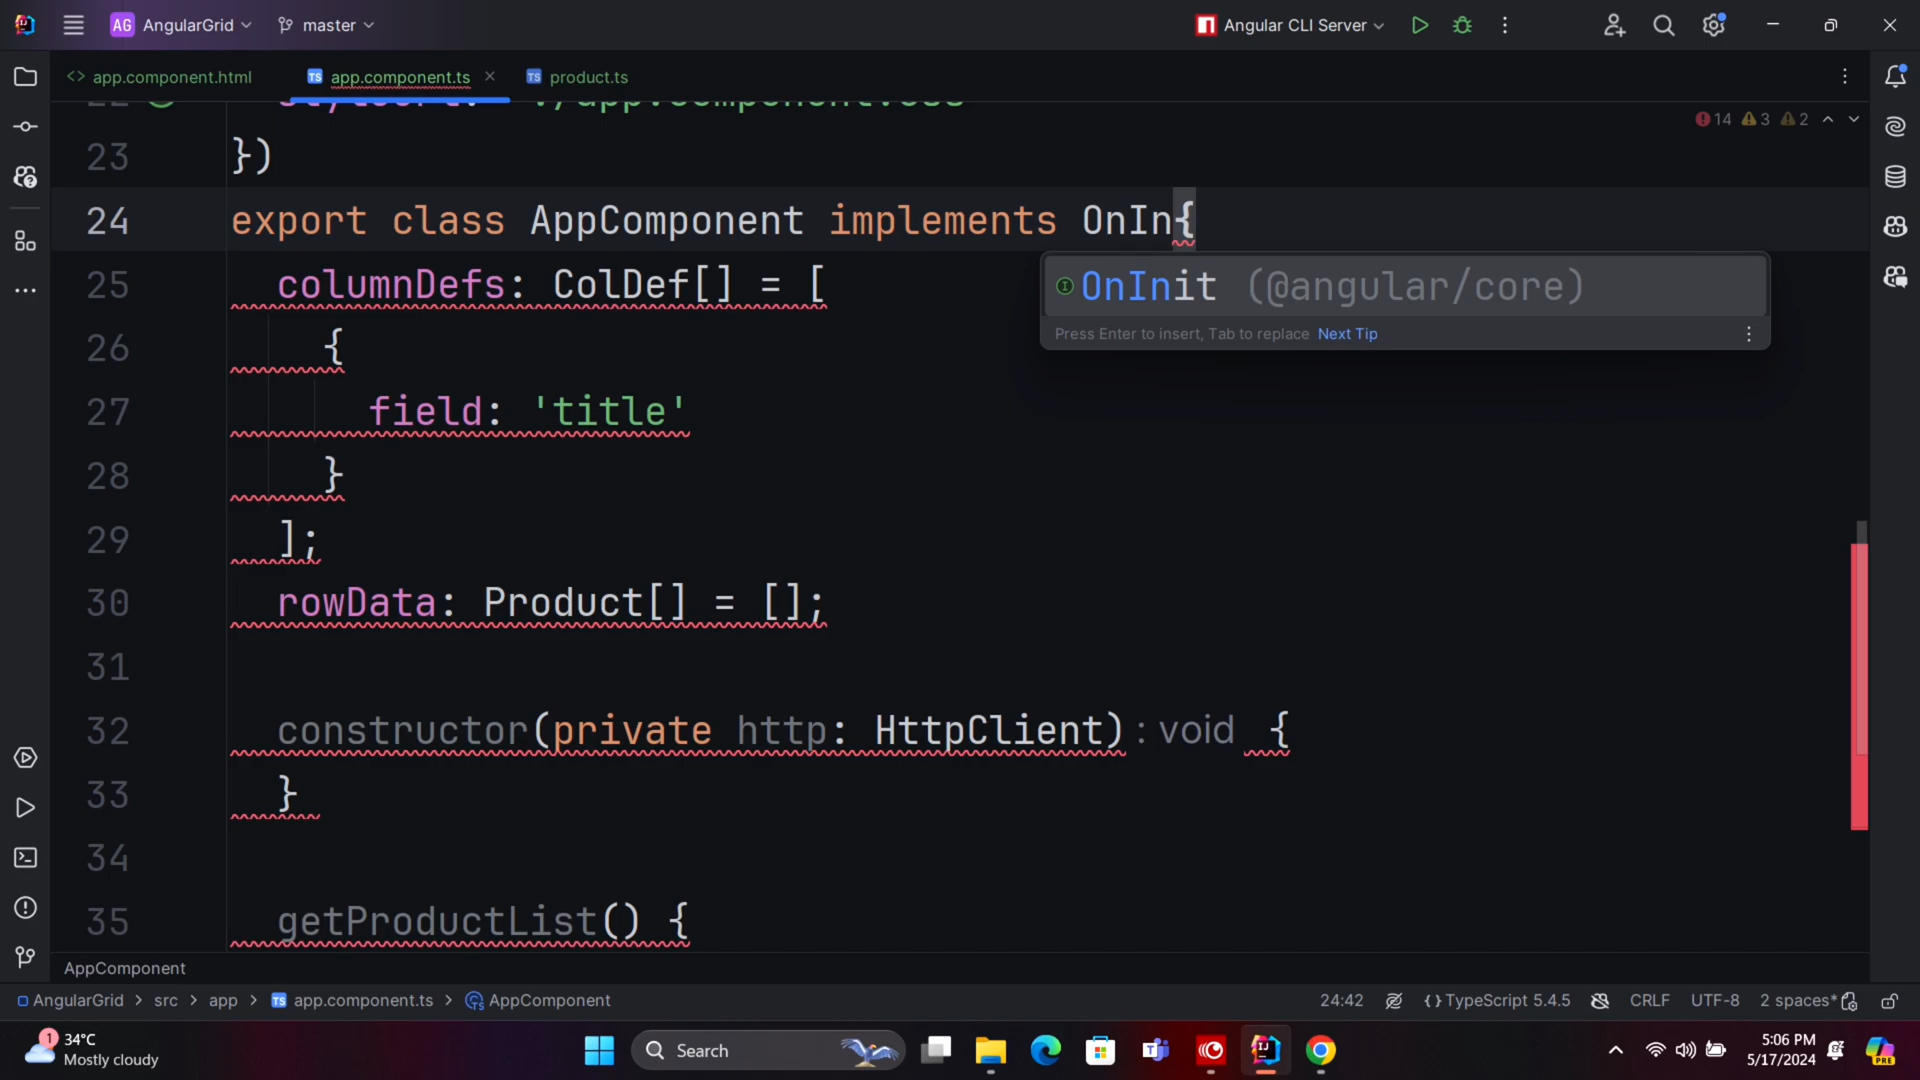 AG AngularGrid master Angular CLI Server
app.component.html app.component.ts product.ts
14 3 2
23 })
24 export class AppComponent implements OnIn{
OnInit (@angular/core)
Press Enter to insert, Tab to replace Next Tip
25 columnDefs: ColDef[] = [
26 {
27 field: 'title'
28 }
29 ];
30 rowData: Product[] = [];
31
32 constructor(private http: HttpClient) : void {
33 }
34
35 getProductList() {
AppComponent
AngularGrid > src > app > TS app.component.ts > AppComponent 24:42 {} TypeScript 5.4.5 CRLF UTF-8 2 spaces*
1 34°C
Mostly cloudy
Search
5:06 PM
5/17/2024
PRE